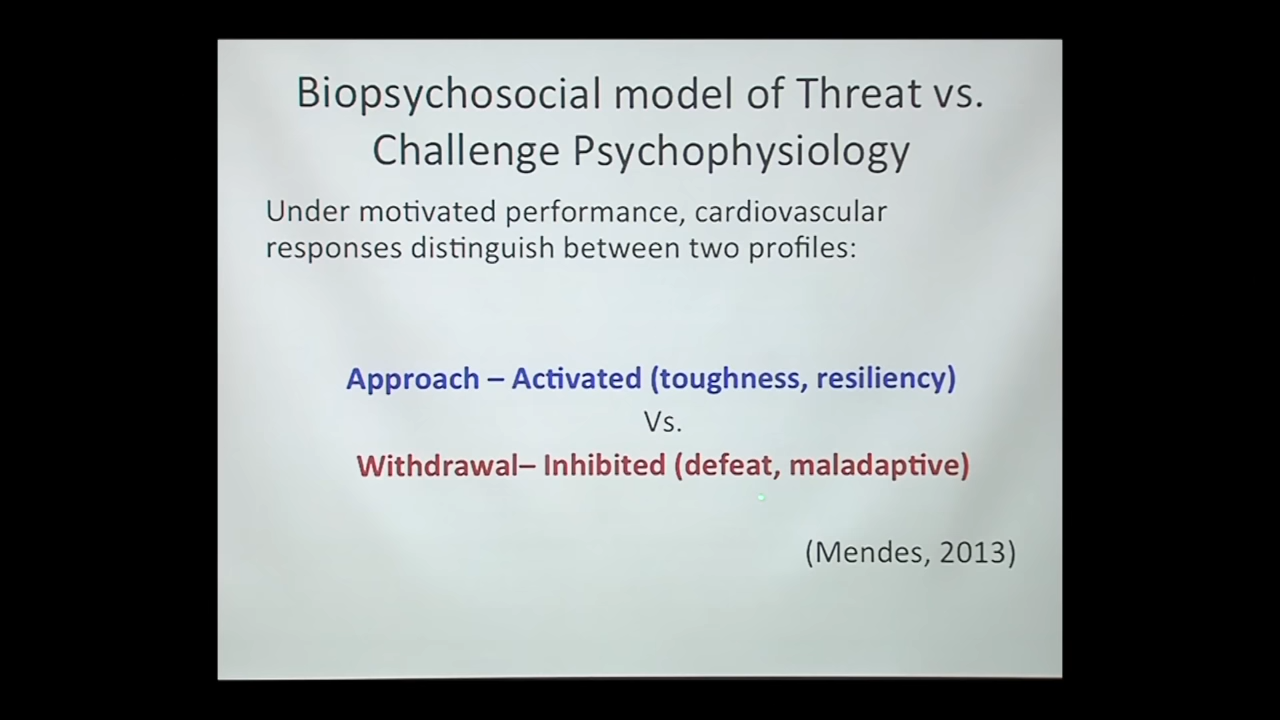 Biopsychosocial model of Threat vs.
Challenge Psychophysiology
Under motivated performance, cardiovascular
responses distinguish between two profiles:
Approach – Activated (toughness, resiliency)
Vs.
Withdrawal– Inhibited (defeat, maladaptive)
(Mendes, 2013)